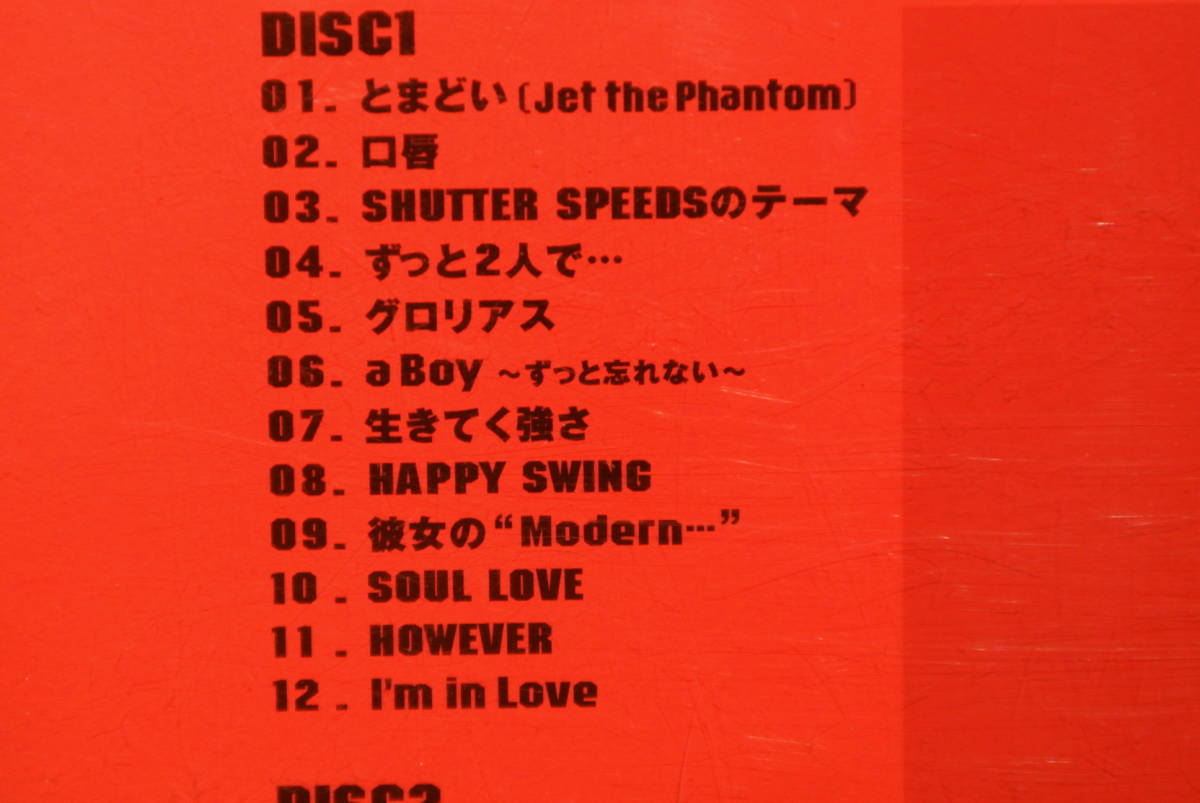 DISC1
01. とまどい (Jet the Phantom)
02. 口唇
03. SHUTTER SPEEDSのテーマ
04. ずっと2人で…
05. グロリアス
06. a Boy ～ずっと忘れない～
07. 生きてく強さ
08. HAPPY SWING
09. 彼女の“Modern…”
10. SOUL LOVE
11. HOWEVER
12. I'm in Love
DISC2